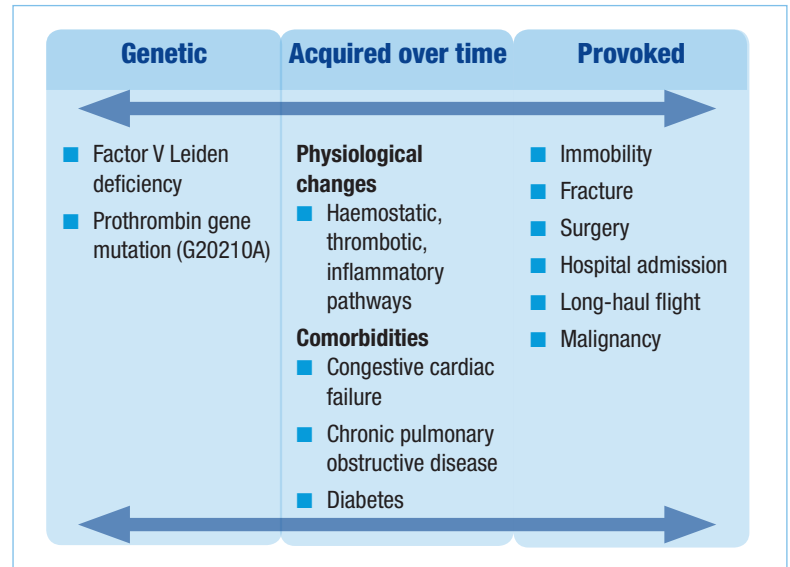 Genetic
Factor V Leiden
deficiency
Prothrombin gene
mutation (G20210A)
Acquired over time
Physiological
changes
Haemostatic,
thrombotic,
inflammatory
pathways
Comorbidities
Congestive cardiac
failure
Chronic pulmonary
obstructive disease
Diabetes
Provoked
Immobility
Fracture
Surgery
Hospital admission
Long-haul flight
Malignancy